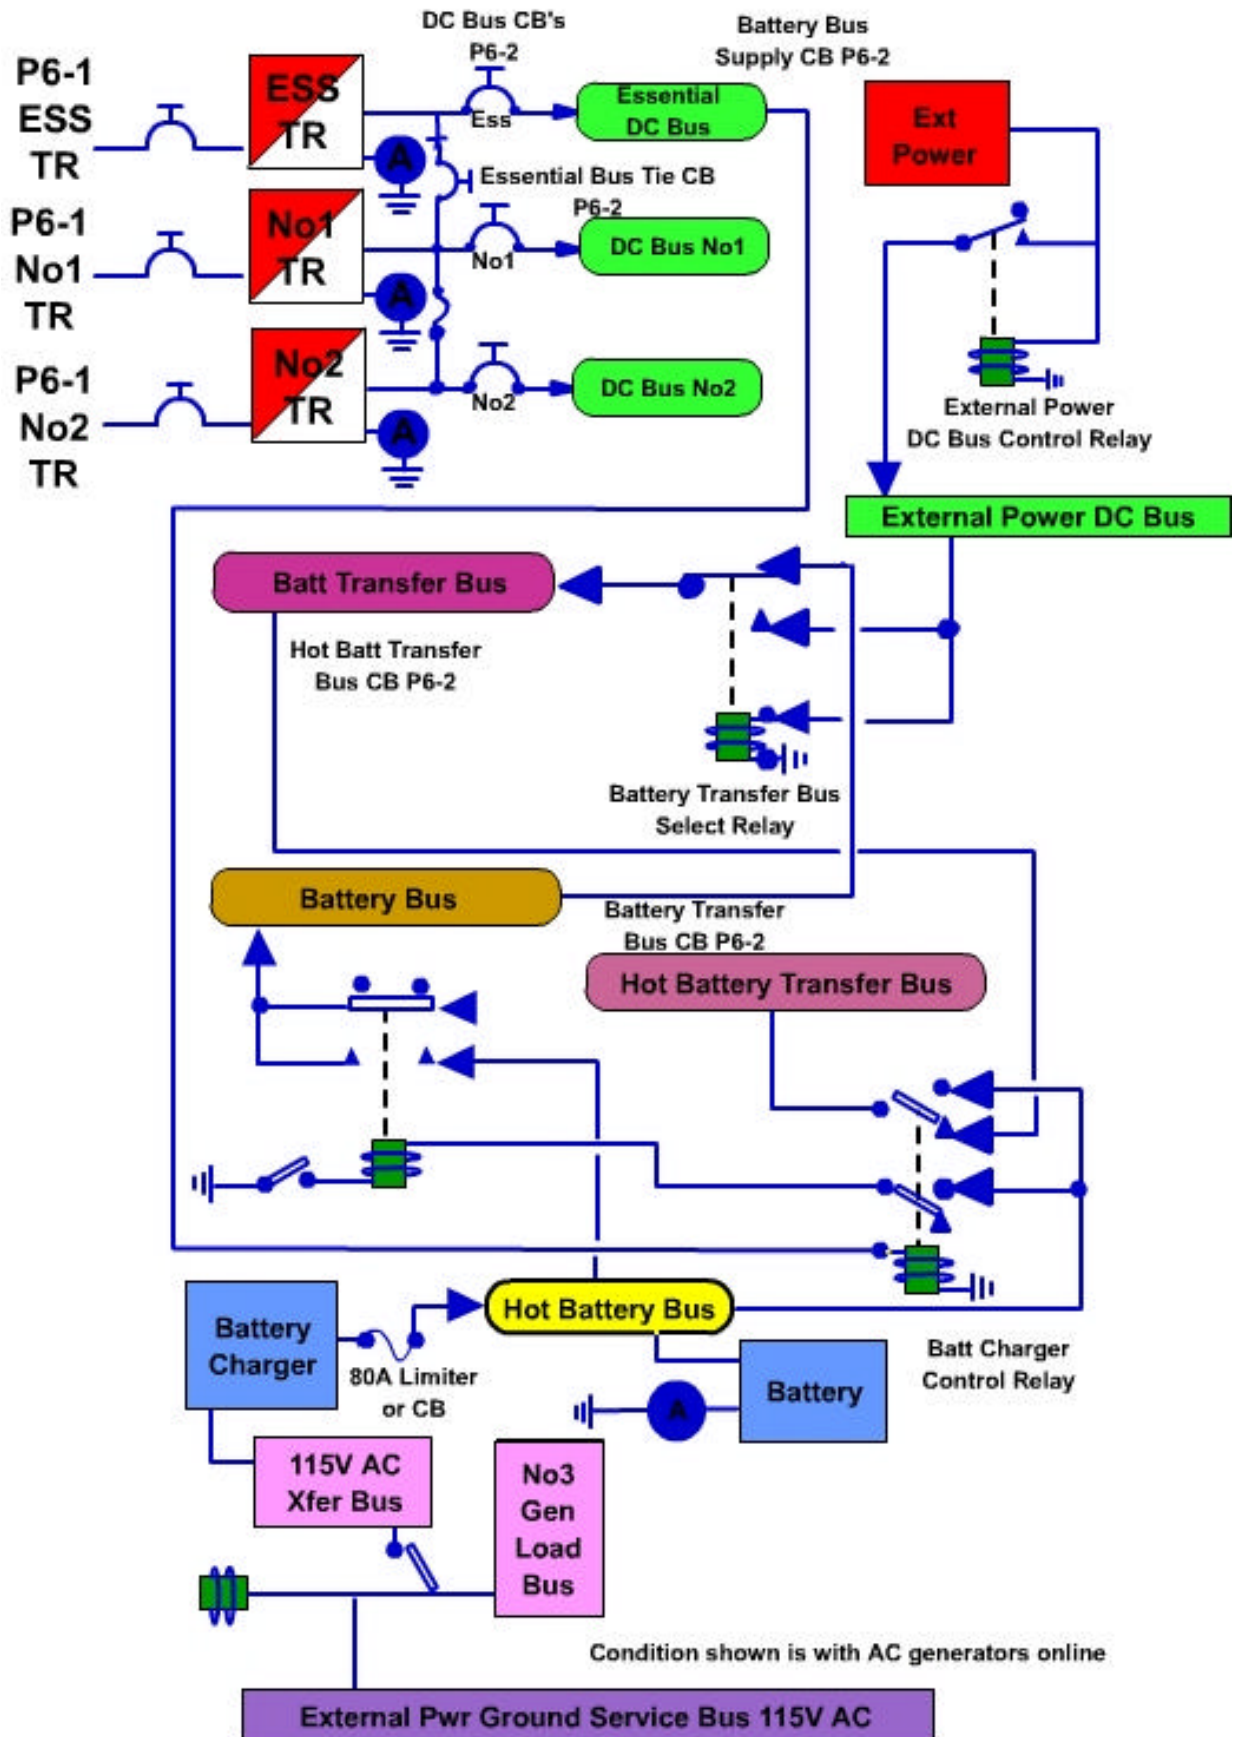 DC Bus CB's
P6-2
Battery Bus
Supply CB P6-2
P6-1
ESS
TR
ESS
TR
A
Ess
Essential
DC Bus
Ext
Power
Essential Bus Tie CB
P6-2
P6-1
No1
TR
No1
TR
A
No1
DC Bus No1
P6-1
No2
TR
No2
TR
A
No2
DC Bus No2
External Power
DC Bus Control Relay
External Power DC Bus
Batt Transfer Bus
Hot Batt Transfer
Bus CB P6-2
Battery Transfer Bus
Select Relay
Battery Bus
Battery Transfer
Bus CB P6-2
Hot Battery Transfer Bus
Hot Battery Bus
Battery
Charger
80A Limiter
or CB
Batt Charger
Control Relay
Battery
A
115V AC
Xfer Bus
No3
Gen
Load
Bus
Condition shown is with AC generators online
External Pwr Ground Service Bus 115V AC